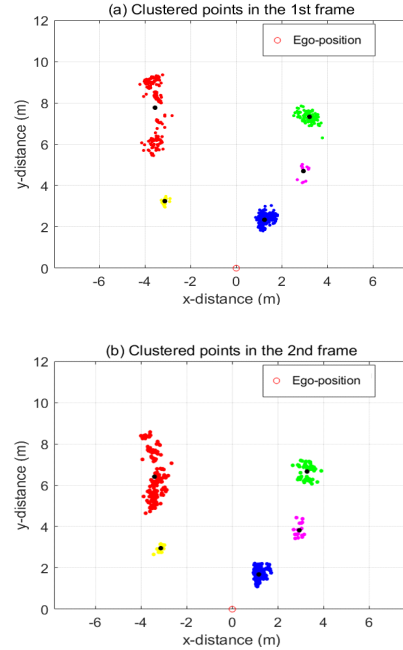 (a) Clustered points in the 1st frame
Ego-position
12
10
8
6
4
2
0
y-distance (m)
-6 -4 -2 0 2 4 6
x-distance (m)
(b) Clustered points in the 2nd frame
Ego-position
12
10
8
6
4
2
0
y-distance (m)
-6 -4 -2 0 2 4 6
x-distance (m)